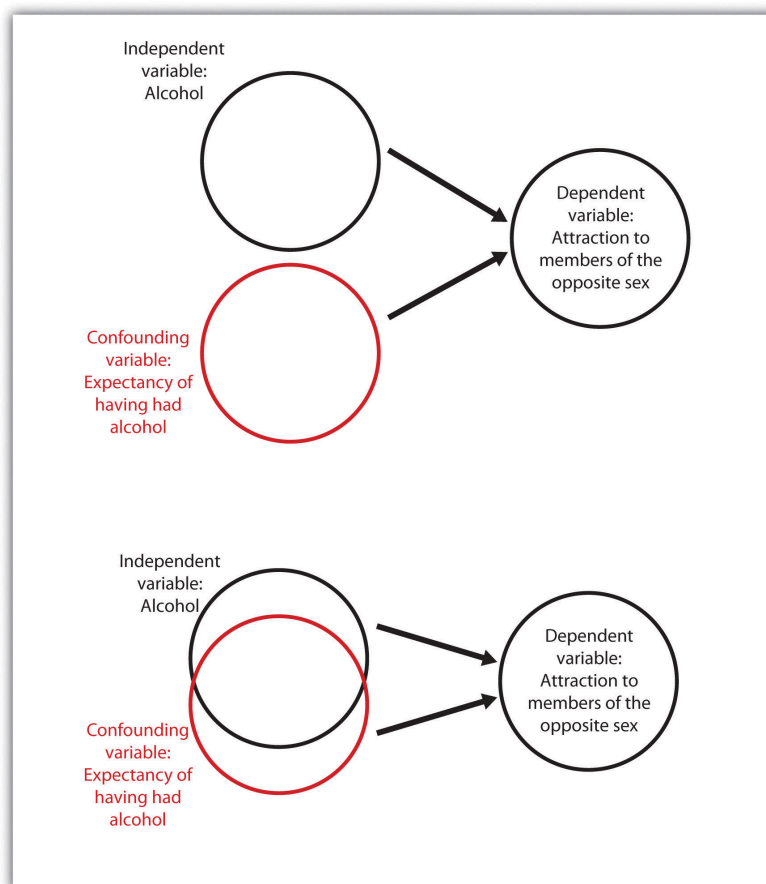 Independent
variable:
Alcohol
Dependent
variable:
Attraction to
members of the
opposite sex
Confounding
variable:
Expectancy of
having had
alcohol
Independent
variable:
Alcohol
Dependent
variable:
Attraction to
members of the
opposite sex
Confounding
variable:
Expectancy of
having had
alcohol